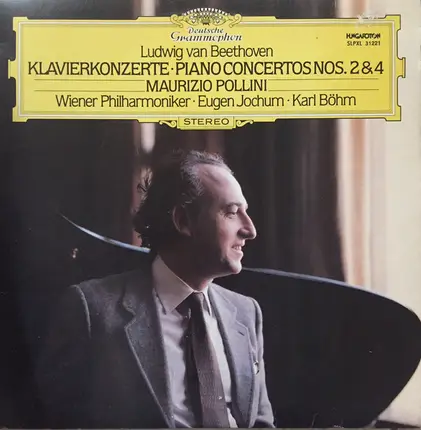 Deutsche
Grammophon
HUNGAROTON
SLPXL 31221
Ludwig van Beethoven
KLAVIERKONZERTE · PIANO CONCERTOS NOS. 2 & 4
MAURIZIO POLLINI
Wiener Philharmoniker · Eugen Jochum · Karl Böhm
STEREO